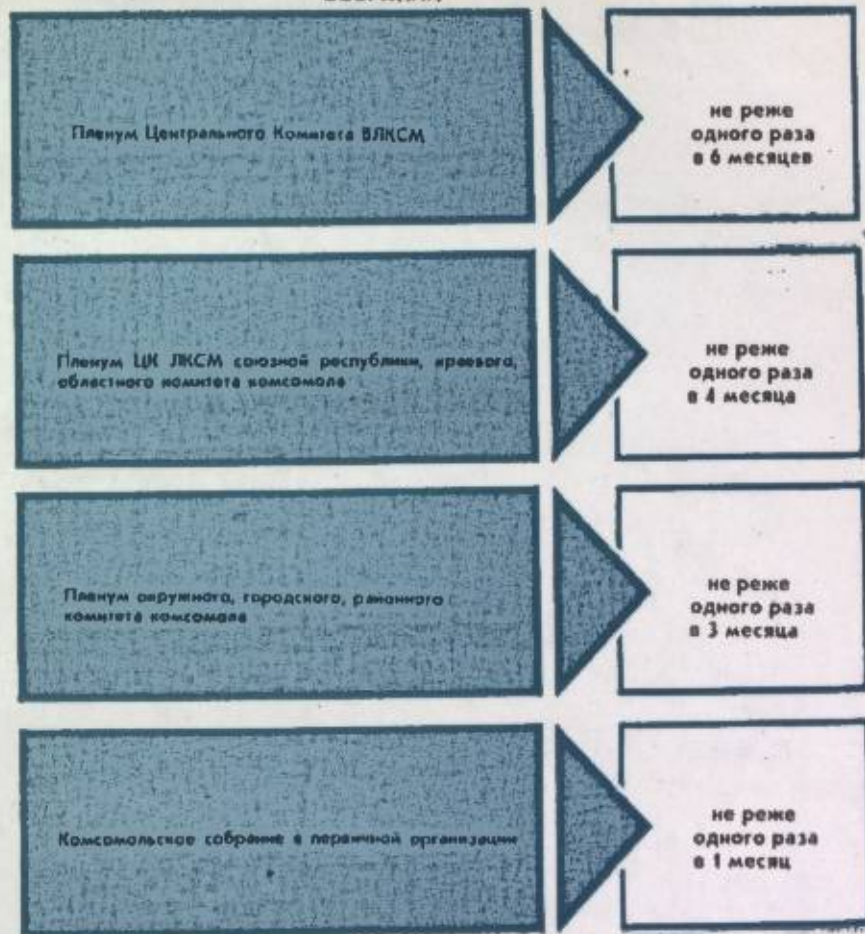 Пленум Центрального Комитета ВЛКСМ
не реже
одного раза
в 6 месяцев
Пленум ЦК ЛКСМ союзной республики, краевого,
областного комитета комсомола
не реже
одного раза
в 4 месяца
Пленум окружного, городского, районного
комитета комсомола
не реже
одного раза
в 3 месяца
Комсомольское собрание в первичной организации
не реже
одного раза
в 1 месяц